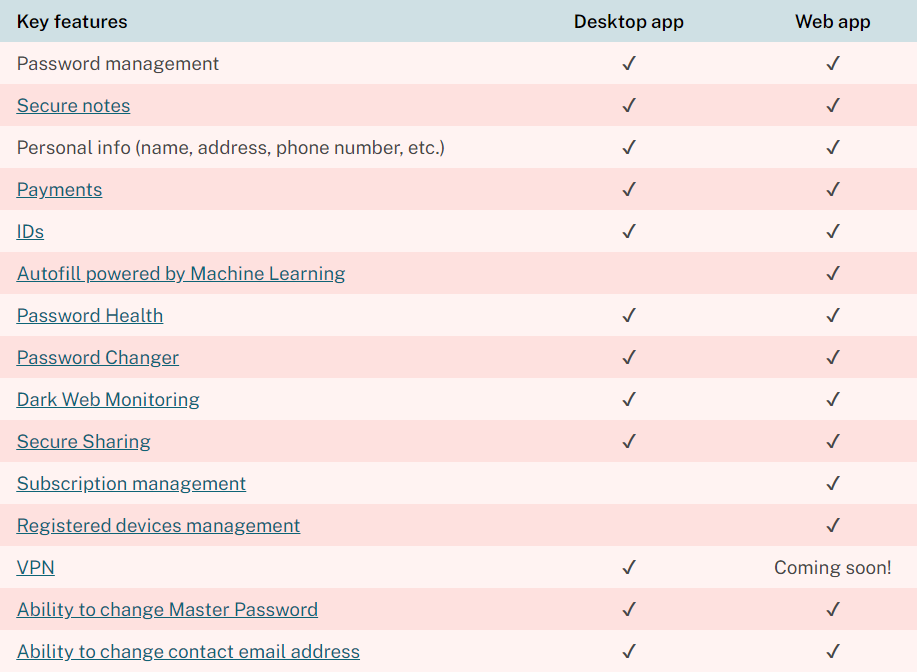 Key features Desktop app Web app
Password management ✓ ✓
Secure notes ✓ ✓
Personal info (name, address, phone number, etc.) ✓ ✓
Payments ✓ ✓
IDs ✓ ✓
Autofill powered by Machine Learning ✓
Password Health ✓ ✓
Password Changer ✓ ✓
Dark Web Monitoring ✓ ✓
Secure Sharing ✓ ✓
Subscription management ✓
Registered devices management ✓
VPN ✓ Coming soon!
Ability to change Master Password ✓ ✓
Ability to change contact email address ✓ ✓